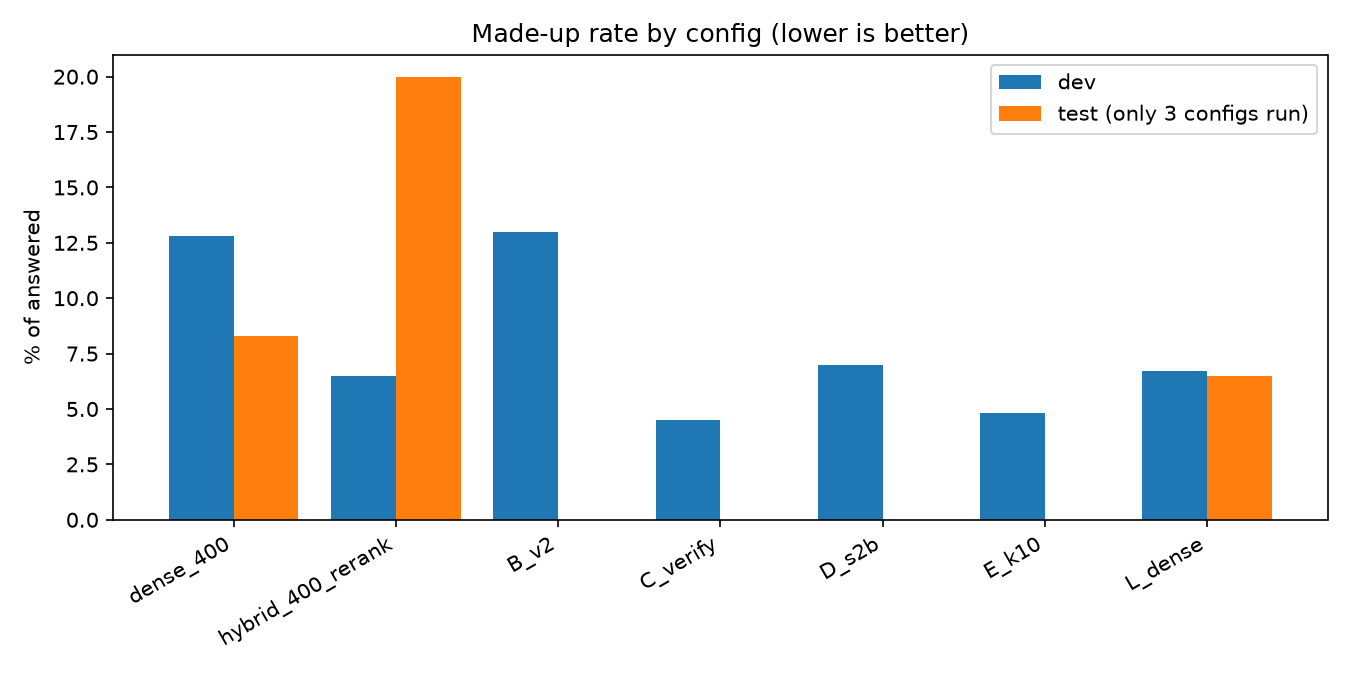 Made-up rate by config (lower is better)
dev
test (only 3 configs run)
% of answered
20.0
17.5
15.0
12.5
10.0
7.5
5.0
2.5
0.0
dense_400
hybrid_400_rerank
B_v2
C_verify
D_s2b
E_k10
L_dense